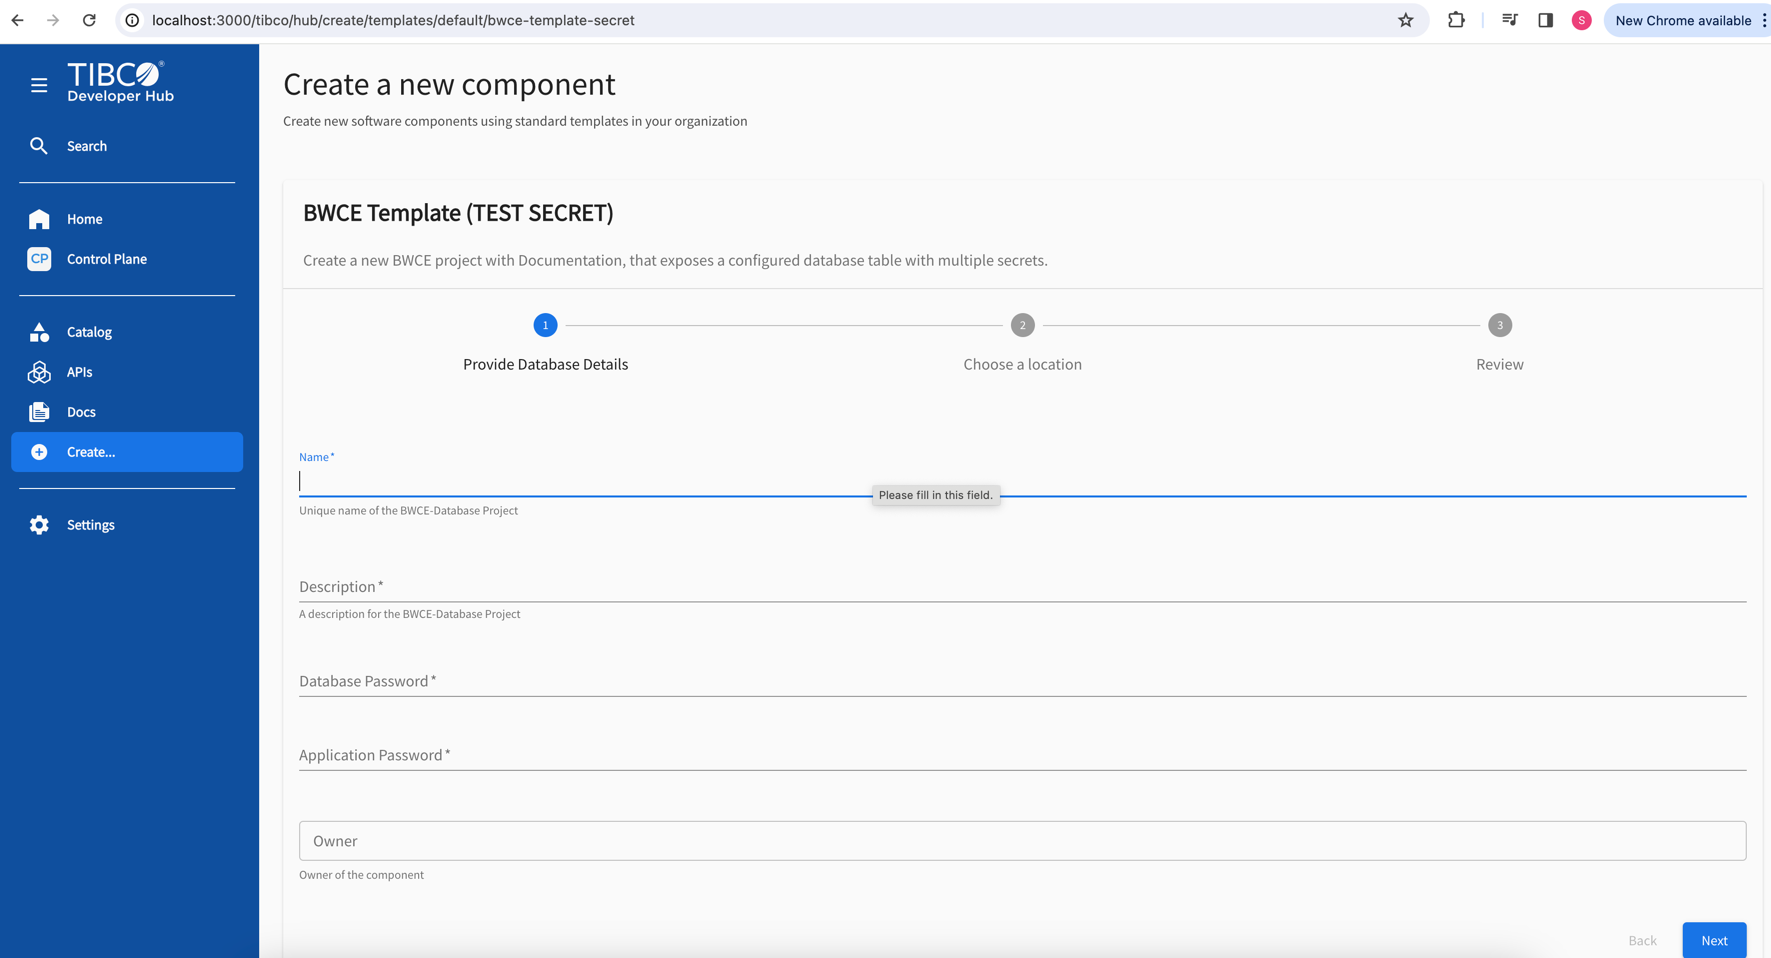 localhost:3000/tibco/hub/create/templates/default/bwce-template-secret
S
New Chrome available
TIBCO®
Developer Hub
Search
Home
CP Control Plane
Catalog
APIs
Docs
Create...
Settings
Create a new component
Create new software components using standard templates in your organization
BWCE Template (TEST SECRET)
Create a new BWCE project with Documentation, that exposes a configured database table with multiple secrets.
1 2 3
Provide Database Details Choose a location Review
Name*
Please fill in this field.
Unique name of the BWCE-Database Project
Description*
A description for the BWCE-Database Project
Database Password*
Application Password*
Owner
Owner of the component
Back Next